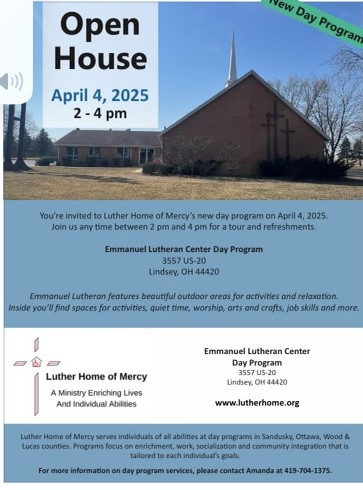 New Day Program
Open
House
April 4, 2025
2 - 4 pm
You're invited to Luther Home of Mercy's new day program on April 4, 2025.
Join us any time between 2 pm and 4 pm for a tour and refreshments.
Emmanuel Lutheran Center Day Program
3557 US-20
Lindsey, OH 44420
Emmanuel Lutheran features beautiful outdoor areas for activities and relaxation.
Inside you'll find spaces for activities, quiet time, worship, arts and crafts, job skills and more.
Luther Home of Mercy
A Ministry Enriching Lives
And Individual Abilities
Emmanuel Lutheran Center
Day Program
3557 US-20
Lindsey, OH 44420
www.lutherhome.org
Luther Home of Mercy serves individuals of all abilities at day programs in Sandusky, Ottawa, Wood &
Lucas counties. Programs focus on enrichment, work, socialization and community integration that is
tailored to each individual's goals.
For more information on day program services, please contact Amanda at 419-704-1375.